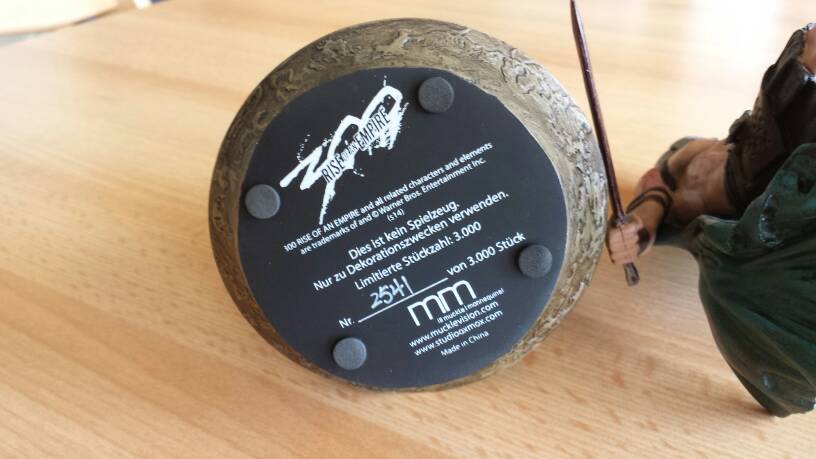 300
RISE OF AN EMPIRE
300 RISE OF AN EMPIRE and all related characters and elements
are trademarks of and © Warner Bros. Entertainment Inc.
(s14)
Dies ist kein Spielzeug.
Nur zu Dekorationszwecken verwenden.
Limitierte Stückzahl: 3.000
Nr. 2541 von 3.000 Stück
mm
muckle mannequins
www.mucklevision.com
www.studiooxmox.com
Made in China